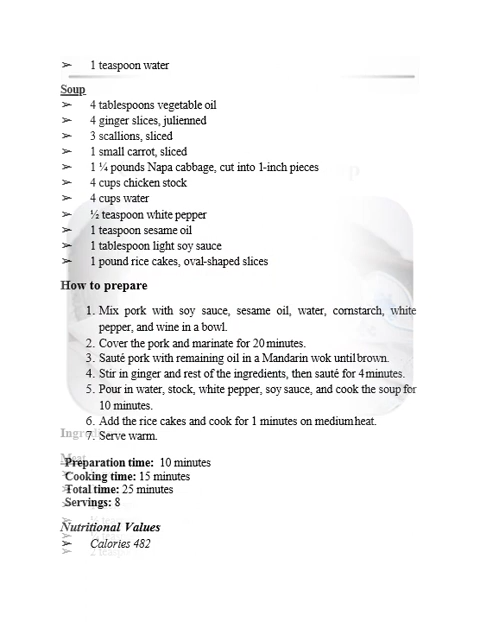 ➢ 1 teaspoon water
Soup
➢ 4 tablespoons vegetable oil
➢ 4 ginger slices, julienned
➢ 3 scallions, sliced
➢ 1 small carrot, sliced
➢ 1 ¼ pounds Napa cabbage, cut into 1-inch pieces
➢ 4 cups chicken stock
➢ 4 cups water
➢ ½ teaspoon white pepper
➢ 1 teaspoon sesame oil
➢ 1 tablespoon light soy sauce
➢ 1 pound rice cakes, oval-shaped slices
How to prepare
1. Mix pork with soy sauce, sesame oil, water, cornstarch, white
pepper, and wine in a bowl.
2. Cover the pork and marinate for 20 minutes.
3. Sauté pork with remaining oil in a Mandarin wok until brown.
4. Stir in ginger and rest of the ingredients, then sauté for 4 minutes.
5. Pour in water, stock, white pepper, soy sauce, and cook the soup for
10 minutes.
6. Add the rice cakes and cook for 1 minutes on medium heat.
7. Serve warm.
Preparation time: 10 minutes
Cooking time: 15 minutes
Total time: 25 minutes
Servings: 8
Nutritional Values
➢ Calories 482